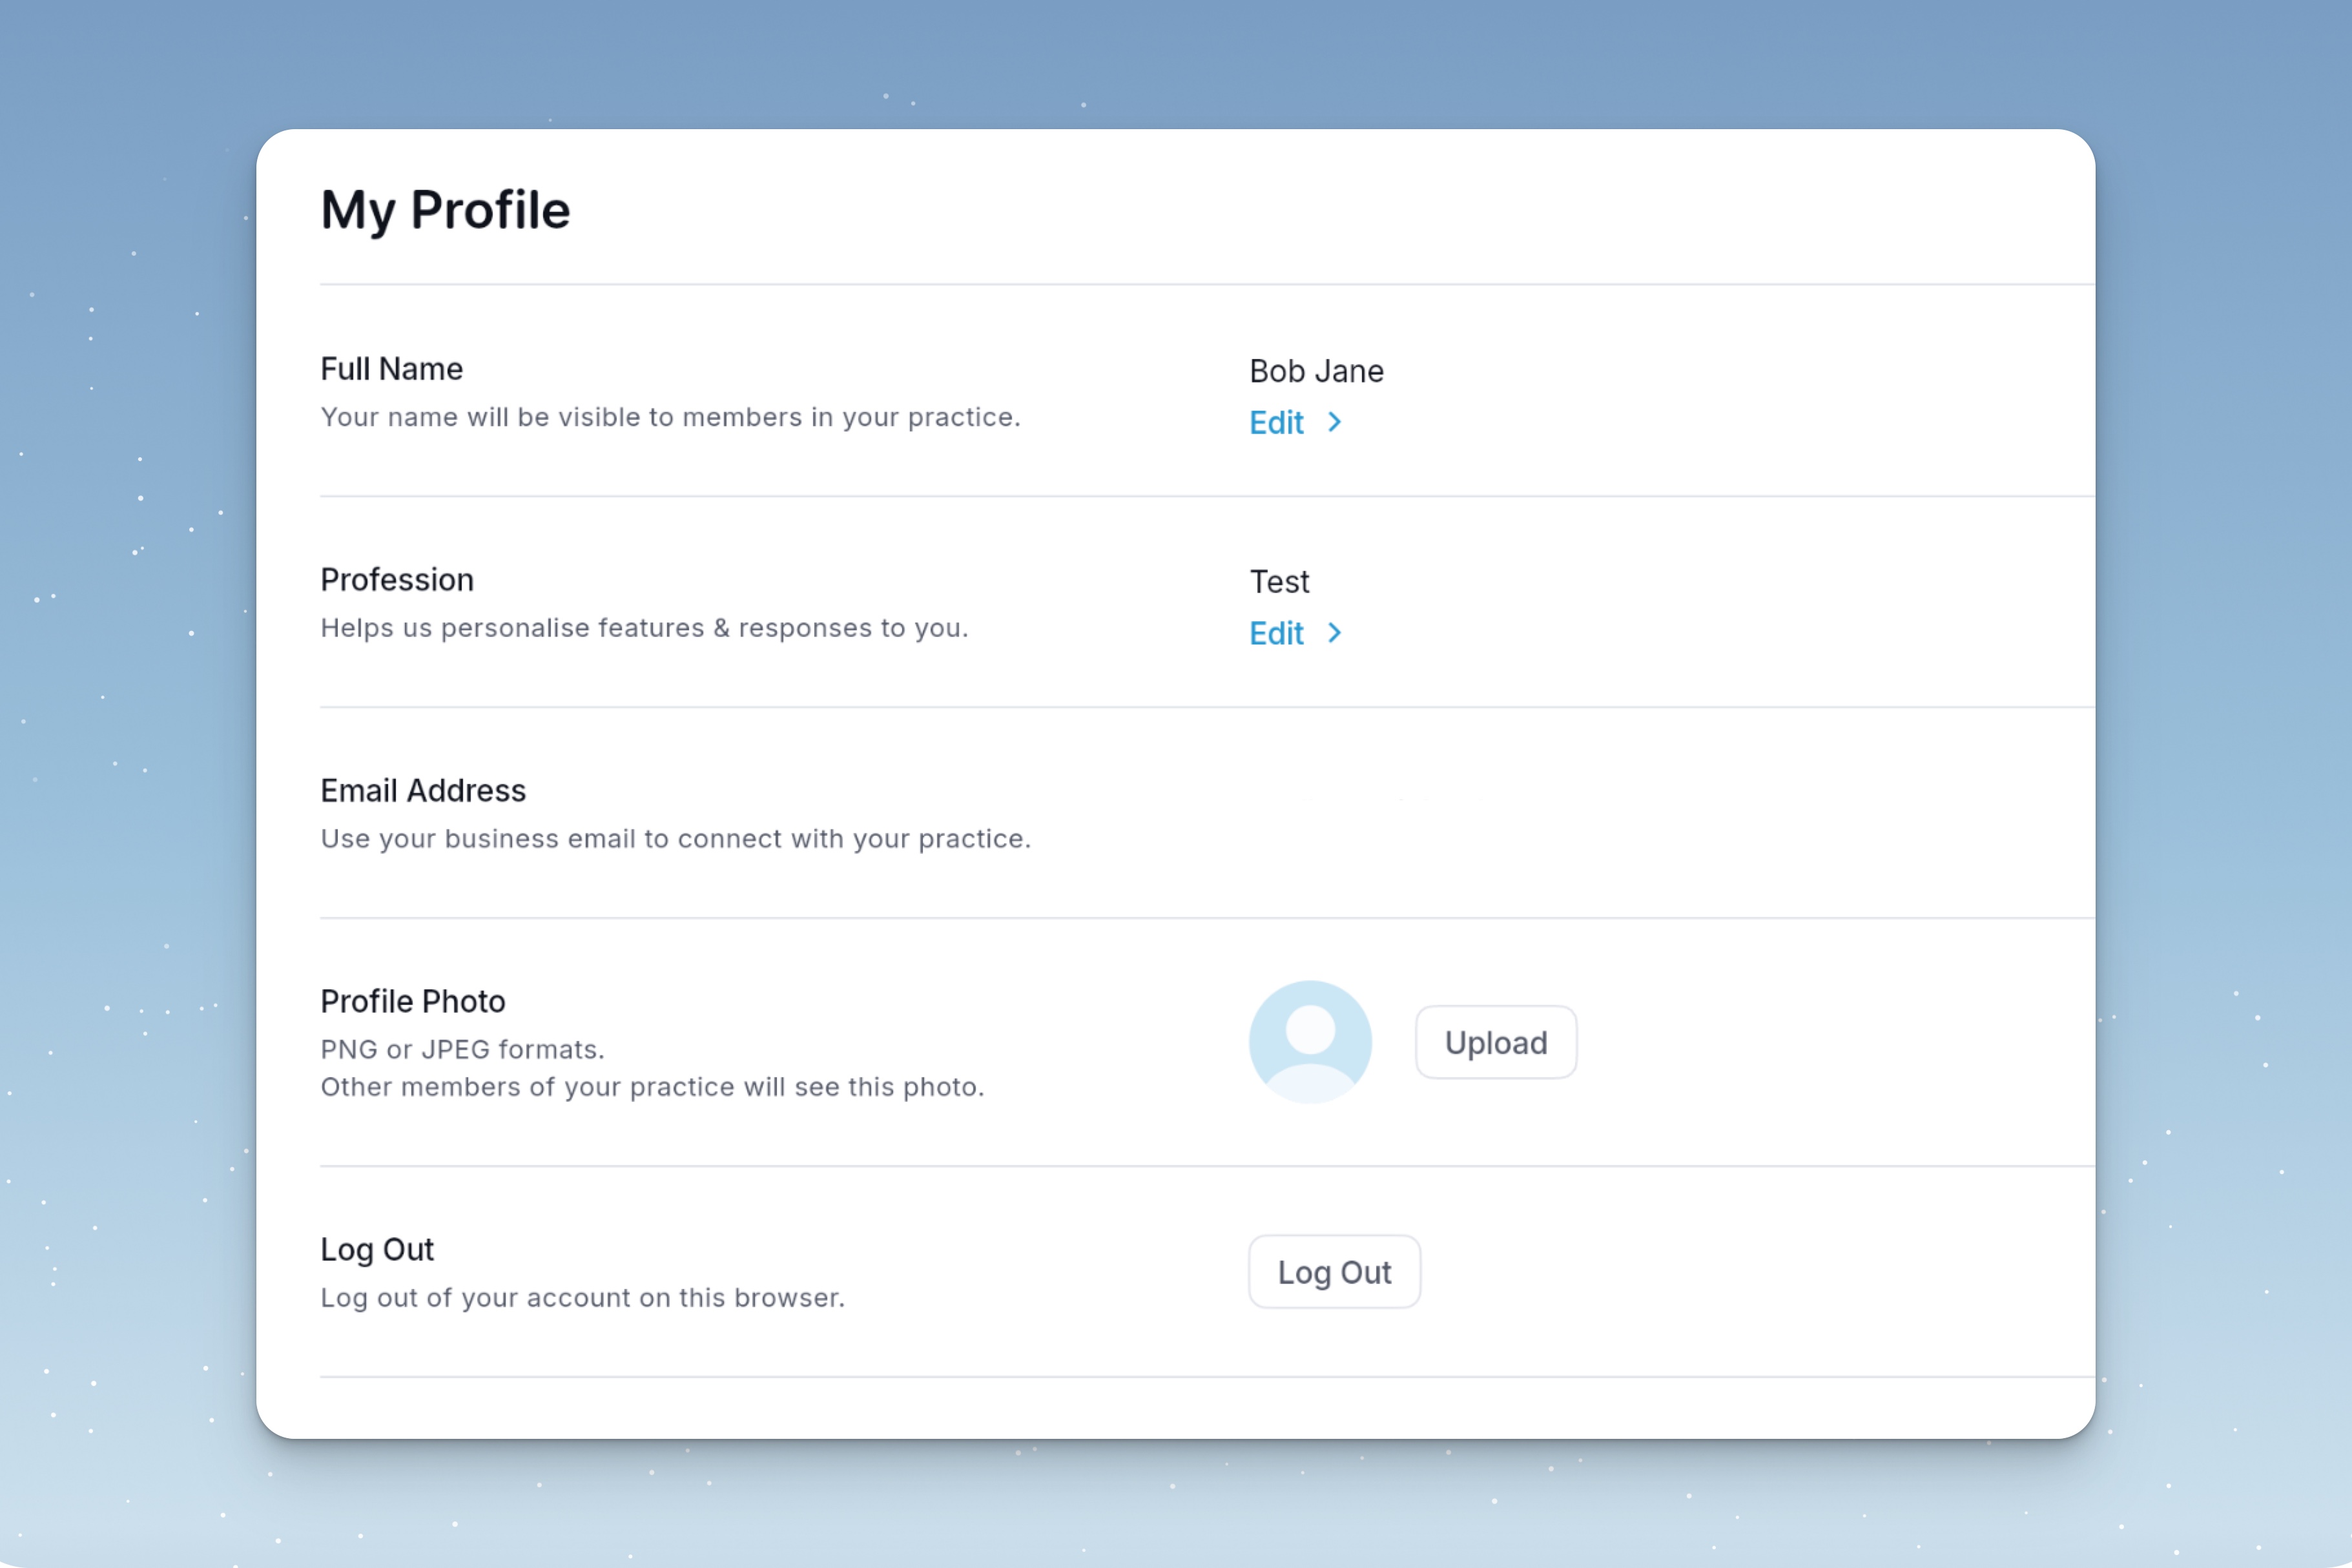 My Profile
Full Name
Your name will be visible to members in your practice.
Bob Jane
Edit
Profession
Helps us personalise features & responses to you.
Test
Edit
Email Address
Use your business email to connect with your practice.
Profile Photo
PNG or JPEG formats.
Other members of your practice will see this photo.
Upload
Log Out
Log out of your account on this browser.
Log Out